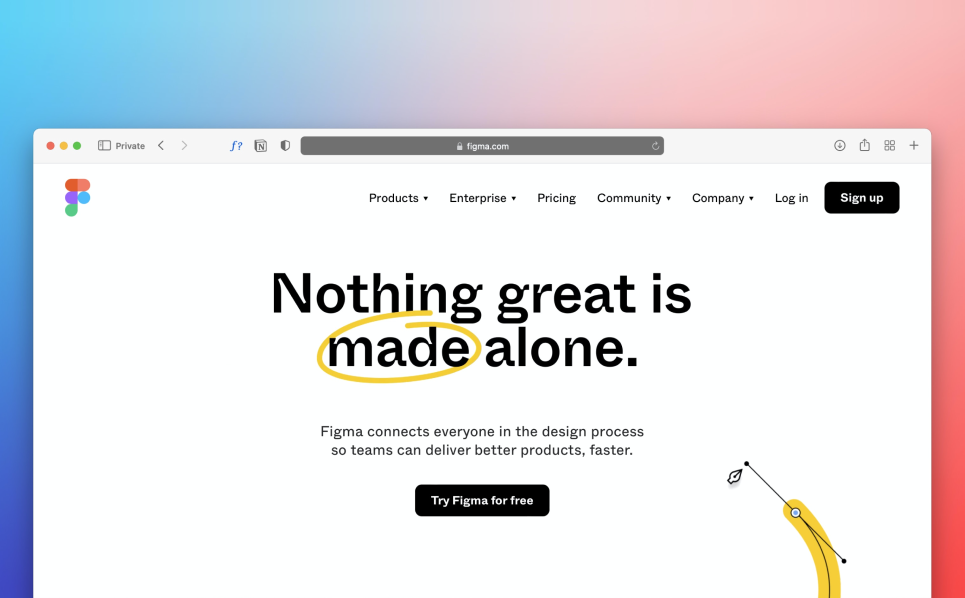 Private
f?
N
figma.com
Products ▾ Enterprise ▾ Pricing Community ▾ Company ▾ Log in Sign up
Nothing great is
made alone.
Figma connects everyone in the design process
so teams can deliver better products, faster.
Try Figma for free